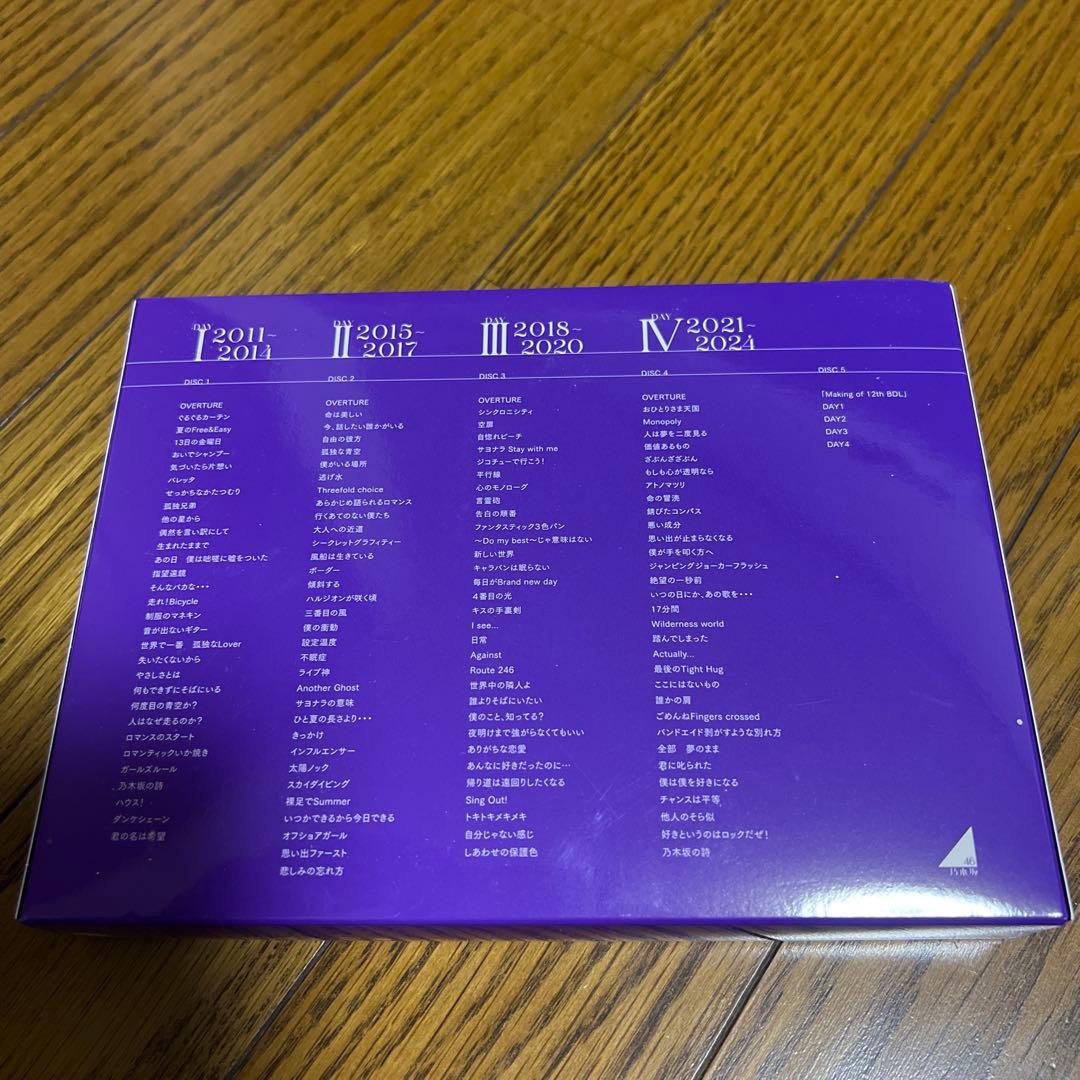 DAY
I 2011~
2014
DISC 1
OVERTURE
ぐるぐるカーテン
夏のFree&Easy
13日の金曜日
おいでシャンプー
気づいたら片想い
バレッタ
せっかちなかたつむり
孤独兄弟
他の星から
偶然を言い訳にして
生まれたままで
あの日 僕は咄嗟に嘘をついた
指望遠鏡
そんなバカな・・・
走れ!Bicycle
制服のマネキン
音が出ないギター
世界で一番 孤独なLover
失いたくないから
やさしさとは
何もできずにそばにいる
何度目の青空か?
人はなぜ走るのか?
ロマンスのスタート
ロマンティックいか焼き
ガールズルール
乃木坂の詩
ハウス!
ダンケシェーン
君の名は希望
DAY
II 2015~
2017
DISC 2
OVERTURE
命は美しい
今、話したい誰かがいる
自由の彼方
孤独な青空
僕がいる場所
逃げ水
Threefold choice
あらかじめ語られるロマンス
行くあてのない僕たち
大人への近道
シークレットグラフィティー
風船は生きている
ボーダー
傾斜する
ハルジオンが咲く頃
三番目の風
僕の衝動
設定温度
不眠症
ライブ神
Another Ghost
サヨナラの意味
ひと夏の長さより・・・
きっかけ
インフルエンサー
太陽ノック
スカイダイビング
裸足でSummer
いつかできるから今日できる
オフショアガール
思い出ファースト
悲しみの忘れ方
DAY
III 2018~
2020
DISC 3
OVERTURE
シンクロニシティ
空扉
自惚れビーチ
サヨナラ Stay with me
ジコチューで行こう!
平行線
心のモノローグ
言霊砲
告白の順番
ファンタスティック3色パン
~Do my best~じゃ意味はない
新しい世界
キャラバンは眠らない
毎日がBrand new day
4番目の光
キスの手裏剣
I see...
日常
Against
Route 246
世界中の隣人よ
誰よりそばにいたい
僕のこと、知ってる?
夜明けまで強がらなくてもいい
ありがちな恋愛
あんなに好きだったのに…
帰り道は遠回りしたくなる
Sing Out!
トキトキメキメキ
自分じゃない感じ
しあわせの保護色
DAY
IV 2021~
2024
DISC 4
OVERTURE
おひとりさま天国
Monopoly
人は夢を二度見る
価値あるもの
ざぶんざざぶん
もしも心が透明なら
アトノマツリ
命の冒涜
錆びたコンパス
悪い成分
思い出が止まらなくなる
僕が手を叩く方へ
ジャンピングジョーカーフラッシュ
絶望の一秒前
いつの日にか、あの歌を・・・
17分間
Wilderness world
踏んでしまった
Actually...
最後のTight Hug
ここにはないもの
誰かの肩
ごめんねFingers crossed
バンドエイド剥がすような別れ方
全部 夢のまま
君に叱られた
僕は僕を好きになる
チャンスは平等
他人のそら似
好きというのはロックだぜ!
乃木坂の詩
DISC 5
「Making of 12th BDL」
DAY1
DAY2
DAY3
DAY4
46
乃木坂